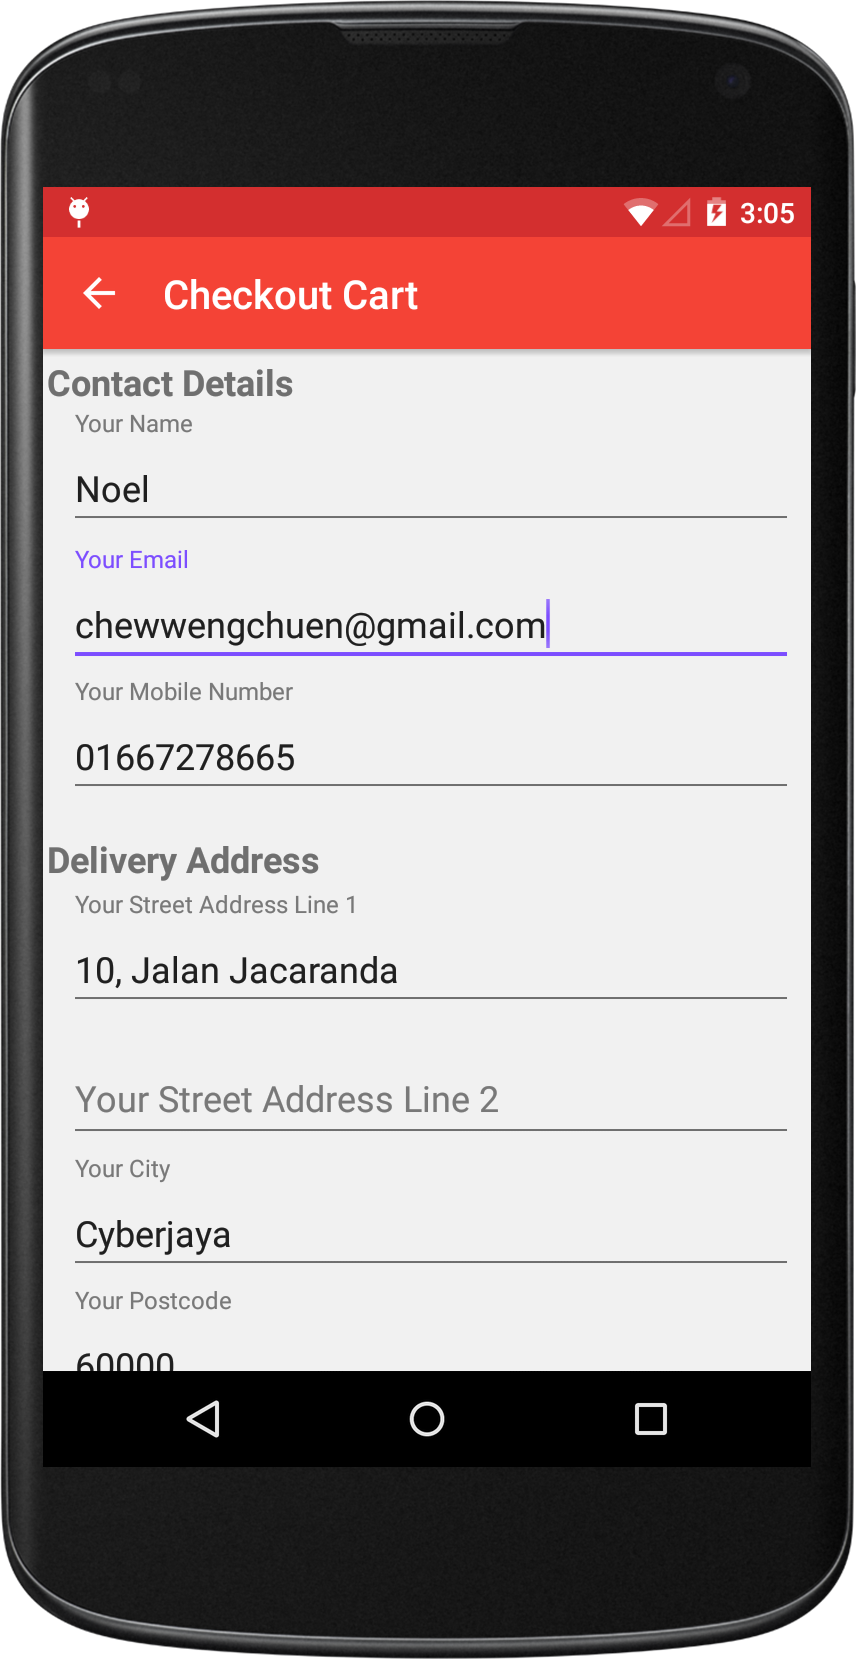 3:05
Checkout Cart
Contact Details
Your Name
Noel
Your Email
chewwengchuen@gmail.com
Your Mobile Number
01667278665
Delivery Address
Your Street Address Line 1
10, Jalan Jacaranda
Your Street Address Line 2
Your City
Cyberjaya
Your Postcode
60000